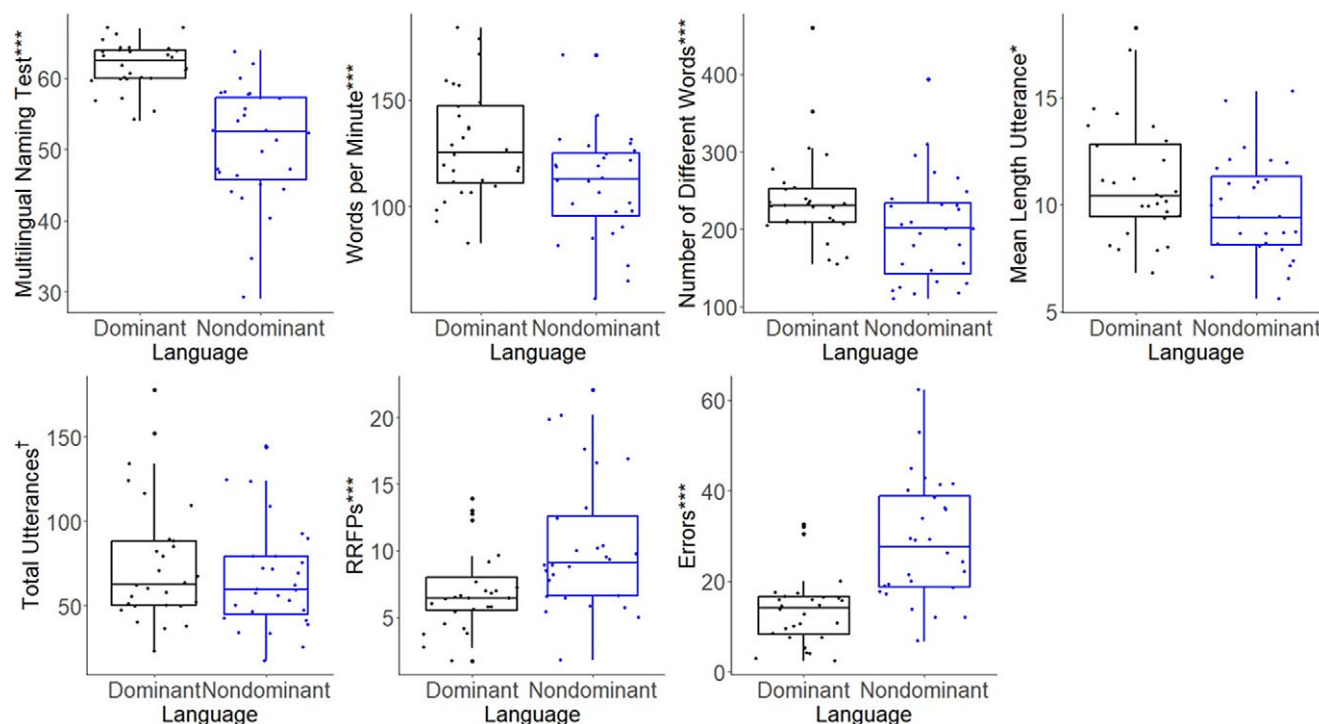 Multilingual Naming Test***
60
50
40
30
Dominant Nondominant
Language
Words per Minute***
150
100
Dominant Nondominant
Language
Number of Different Words***
400
300
200
100
Dominant Nondominant
Language
Mean Length Utterance*
15
10
5
Dominant Nondominant
Language
Total Utterances†
150
100
50
Dominant Nondominant
Language
RRFPs***
20
15
10
5
Dominant Nondominant
Language
Errors***
60
40
20
0
Dominant Nondominant
Language